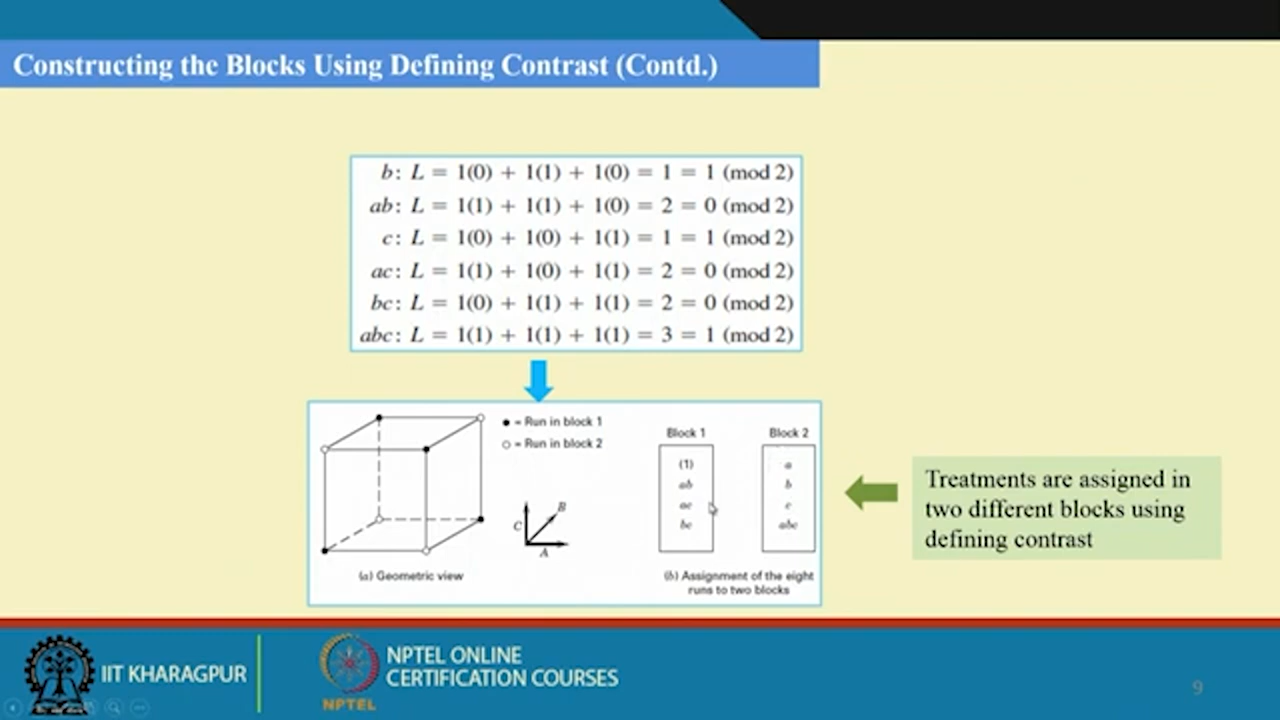 Constructing the Blocks Using Defining Contrast (Contd.)
b: L = 1(0) + 1(1) + 1(0) = 1 = 1 (mod 2)
ab: L = 1(1) + 1(1) + 1(0) = 2 = 0 (mod 2)
c: L = 1(0) + 1(0) + 1(1) = 1 = 1 (mod 2)
ac: L = 1(1) + 1(0) + 1(1) = 2 = 0 (mod 2)
bc: L = 1(0) + 1(1) + 1(1) = 2 = 0 (mod 2)
abc: L = 1(1) + 1(1) + 1(1) = 3 = 1 (mod 2)
● = Run in block 1
○ = Run in block 2
C
B
A
(a) Geometric view
Block 1
(1)
ab
ac
bc
Block 2
a
b
c
abc
(b) Assignment of the eight
runs to two blocks
Treatments are assigned in
two different blocks using
defining contrast
IIT KHARAGPUR
NPTEL
NPTEL ONLINE
CERTIFICATION COURSES
9